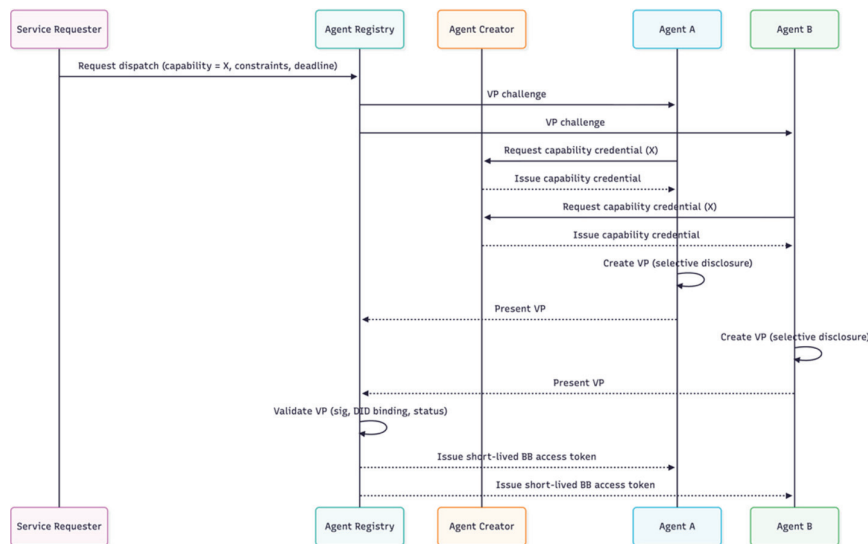 Service Requester
Agent Registry
Agent Creator
Agent A
Agent B
Request dispatch (capability = X, constraints, deadline)
VP challenge
VP challenge
Request capability credential (X)
Issue capability credential
Request capability credential (X)
Issue capability credential
Create VP (selective disclosure)
Present VP
Create VP (selective disclosure)
Present VP
Validate VP (sig, DID binding, status)
Issue short-lived BB access token
Issue short-lived BB access token
Service Requester
Agent Registry
Agent Creator
Agent A
Agent B